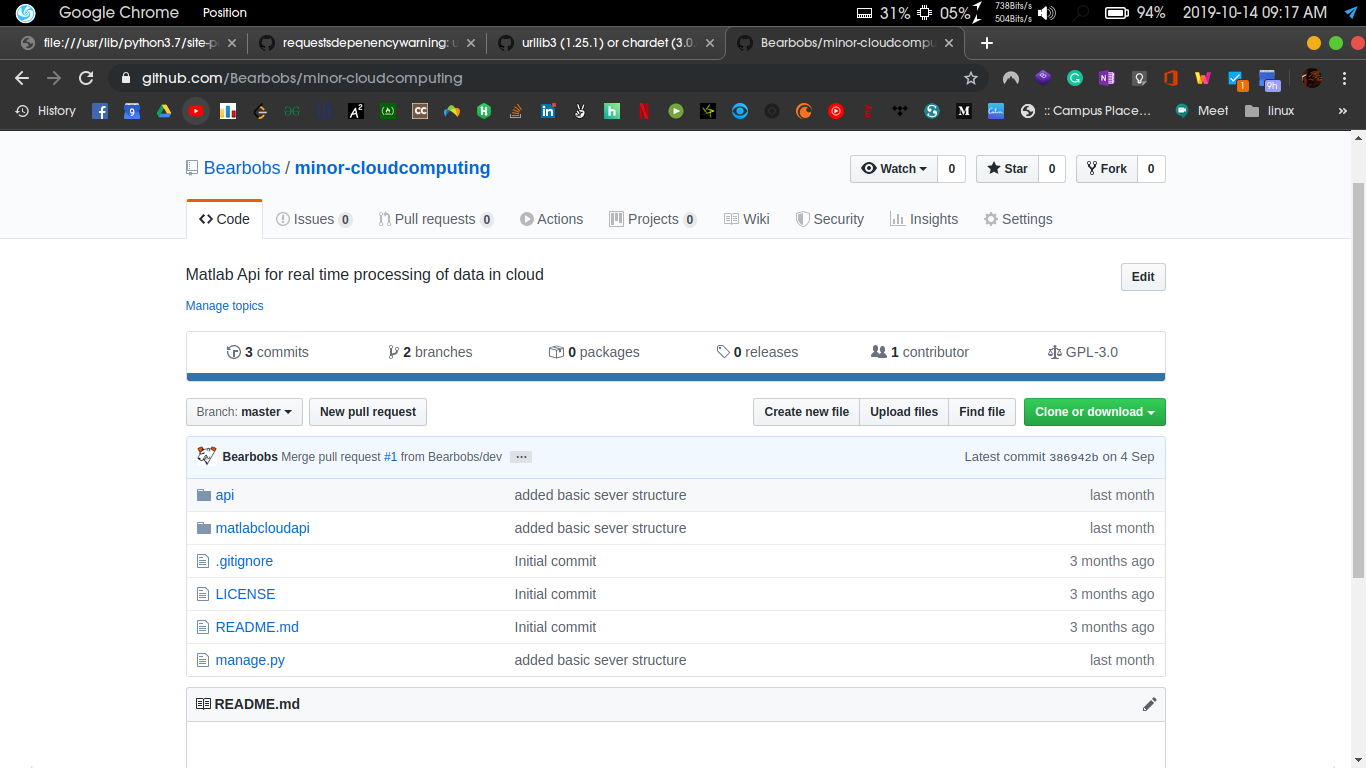 Google Chrome Position 31% 05% 738Bits/s 504Bits/s 94% 2019-10-14 09:17 AM
file:///usr/lib/python3.7/site-p requestsdepenencywarning: u urllib3 (1.25.1) or chardet (3.0. Bearbobs/minor-cloudcompu
github.com/Bearbobs/minor-cloudcomputing
History :: Campus Place... Meet linux »
Bearbobs / minor-cloudcomputing Watch 0 Star 0 Fork 0
Code Issues 0 Pull requests 0 Actions Projects 0 Wiki Security Insights Settings
Matlab Api for real time processing of data in cloud Edit
Manage topics
3 commits 2 branches 0 packages 0 releases 1 contributor GPL-3.0
Branch: master New pull request Create new file Upload files Find file Clone or download
Bearbobs Merge pull request #1 from Bearbobs/dev ... Latest commit 386942b on 4 Sep
api added basic sever structure last month
matlabcloudapi added basic sever structure last month
.gitignore Initial commit 3 months ago
LICENSE Initial commit 3 months ago
README.md Initial commit 3 months ago
manage.py added basic sever structure last month
README.md